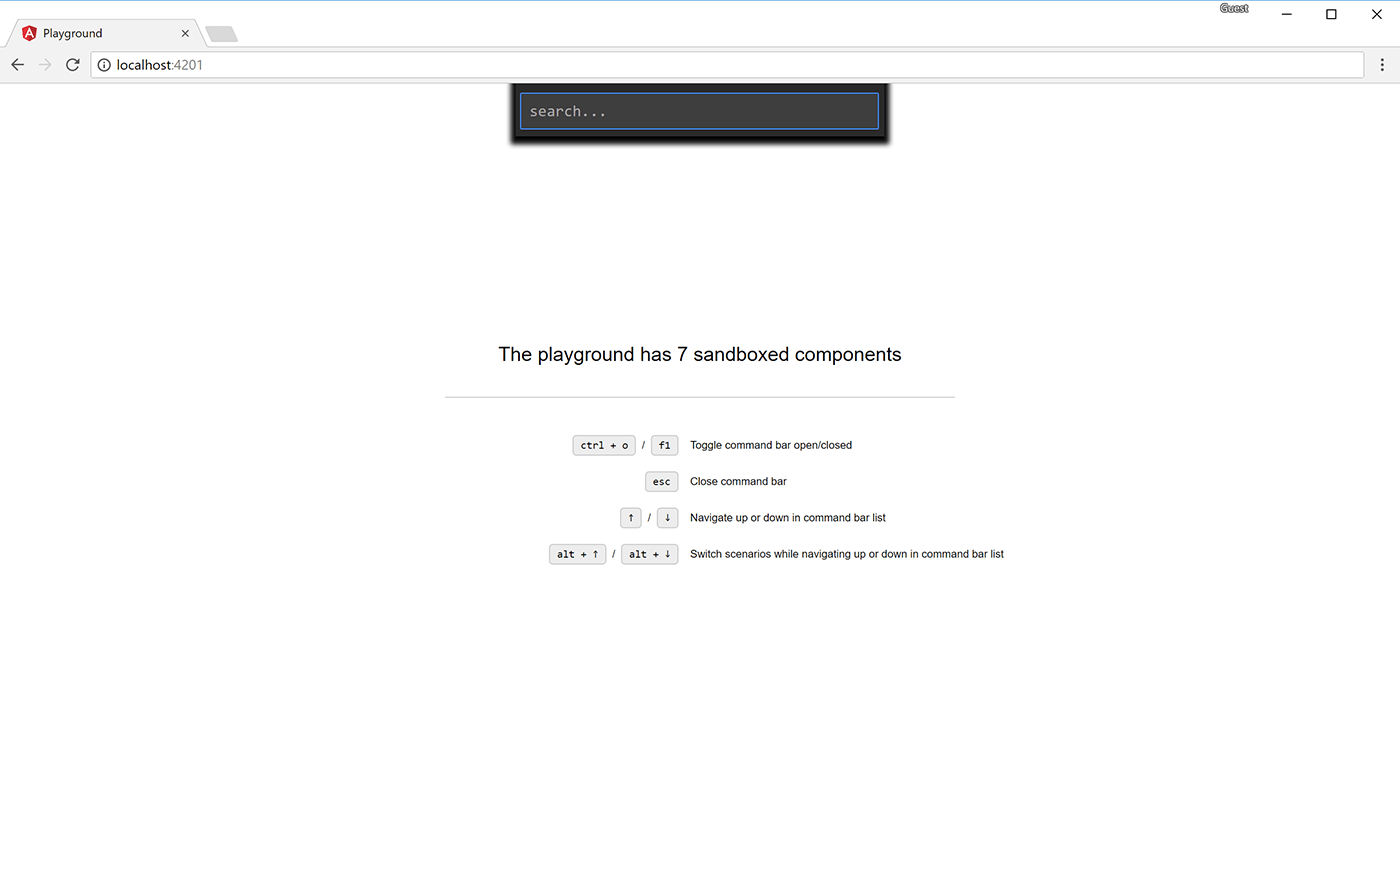 Guest
Playground
localhost:4201
search...
The playground has 7 sandboxed components
ctrl + o / f1 Toggle command bar open/closed
esc Close command bar
↑ / ↓ Navigate up or down in command bar list
alt + ↑ / alt + ↓ Switch scenarios while navigating up or down in command bar list